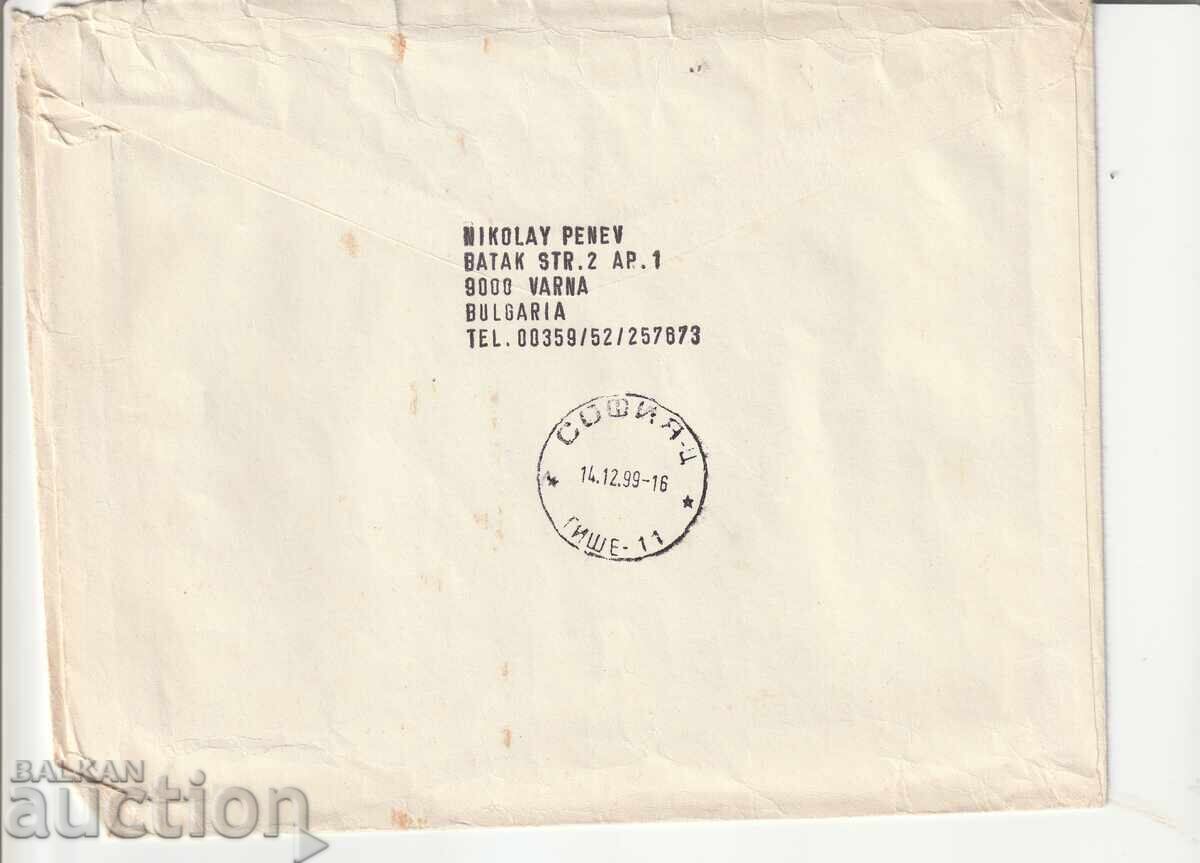 NIKOLAY PENEV
BATAK STR.2 AP.1
9000 VARNA
BULGARIA
TEL. 00359/52/257673
СОФИЯ-Ц
14.12.99-16
ГИШЕ-11
BALKAN
auction